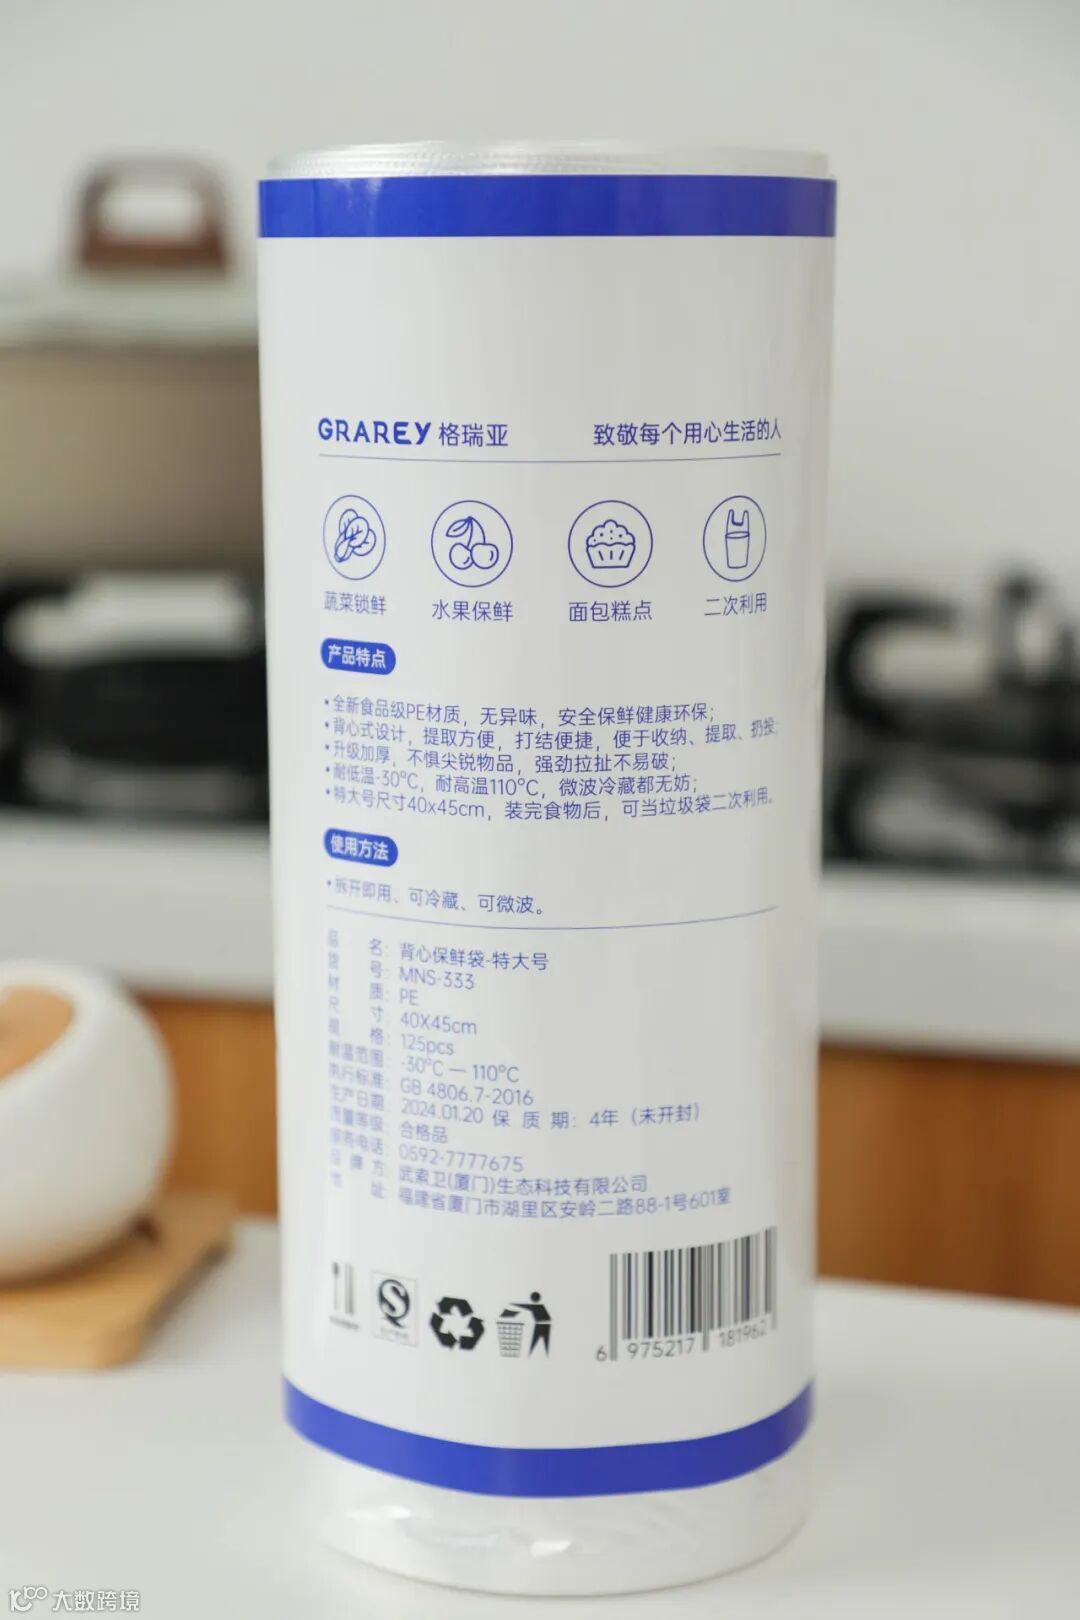 GRAREY 格瑞亚 致敬每个用心生活的人
蔬菜锁鲜 水果保鲜 面包糕点 二次利用
产品特点
•全新食品级PE材质，无异味，安全保鲜健康环保；
•背心式设计，提取方便，打结便捷，便于收纳、提取、扔投；
•升级加厚，不惧尖锐物品，强劲拉扯不易破；
•耐低温-30°C，耐高温110°C，微波冷藏都无妨；
•特大号尺寸40x45cm，装完食物后，可当垃圾袋二次利用。
使用方法
•拆开即用、可冷藏、可微波。
品名：背心保鲜袋-特大号
货号：MNS-333
材质：PE
尺寸：40X45cm
规格：125pcs
耐温范围：-30°C — 110°C
执行标准：GB 4806.7-2016
生产日期：2024.01.20 保质期：4年（未开封）
质量等级：合格品
服务电话：0592-7777675
品牌方：武索卫(厦门)生态科技有限公司
地址：福建省厦门市湖里区安岭二路88-1号601室
6 975217 181962
大数跨境